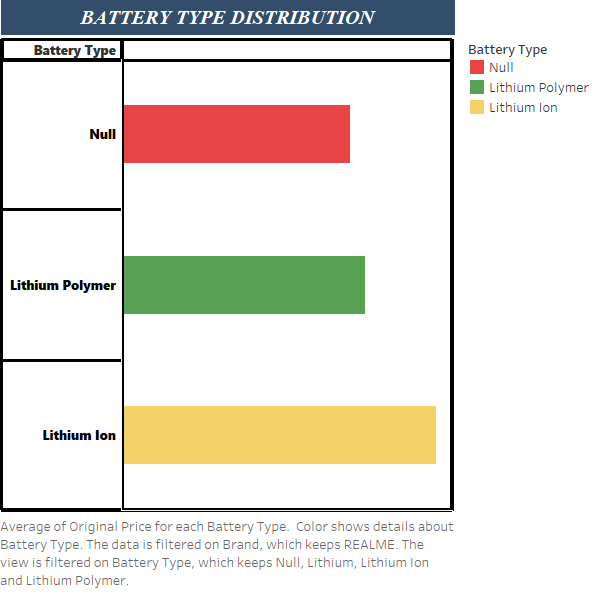 BATTERY TYPE DISTRIBUTION
Battery Type
Null
Lithium Polymer
Lithium Ion
Battery Type
Null
Lithium Polymer
Lithium Ion
Average of Original Price for each Battery Type.  Color shows details about
Battery Type. The data is filtered on Brand, which keeps REALME. The
view is filtered on Battery Type, which keeps Null, Lithium, Lithium Ion
and Lithium Polymer.